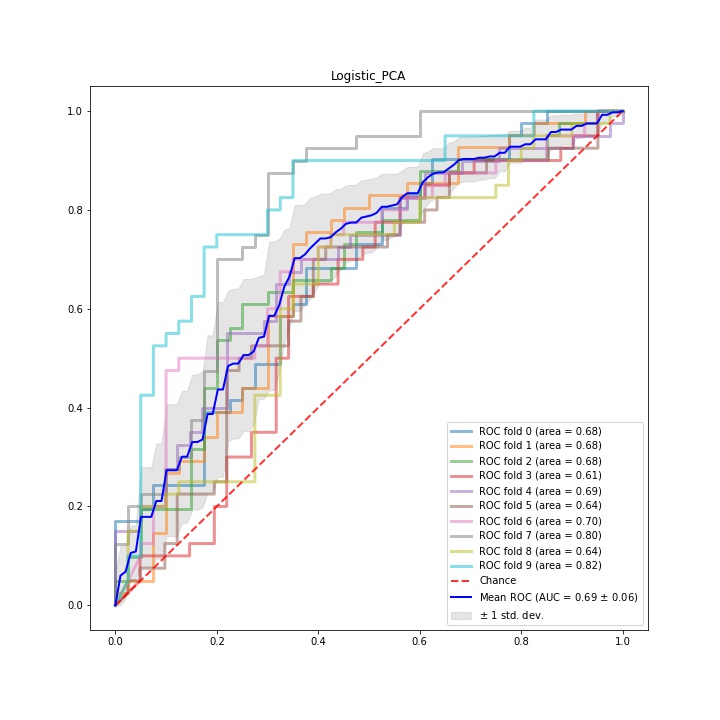 Logistic_PCA
1.0
0.8
0.6
0.4
0.2
0.0
0.0 0.2 0.4 0.6 0.8 1.0
ROC fold 0 (area = 0.68)
ROC fold 1 (area = 0.68)
ROC fold 2 (area = 0.68)
ROC fold 3 (area = 0.61)
ROC fold 4 (area = 0.69)
ROC fold 5 (area = 0.64)
ROC fold 6 (area = 0.70)
ROC fold 7 (area = 0.80)
ROC fold 8 (area = 0.64)
ROC fold 9 (area = 0.82)
Chance
Mean ROC (AUC = 0.69 ± 0.06)
± 1 std. dev.